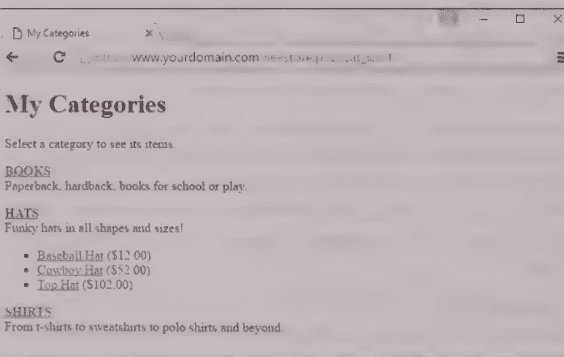 My Categories
www.yourdomain.com
My Categories
Select a category to see its items.
BOOKS
Paperback, hardback, books for school or play.
HATS
Funky hats in all shapes and sizes!
Baseball Hat ($12.00)
Cowboy Hat ($52.00)
Top Hat ($102.00)
SHIRTS
From t-shirts to sweatshirts to polo shirts and beyond.